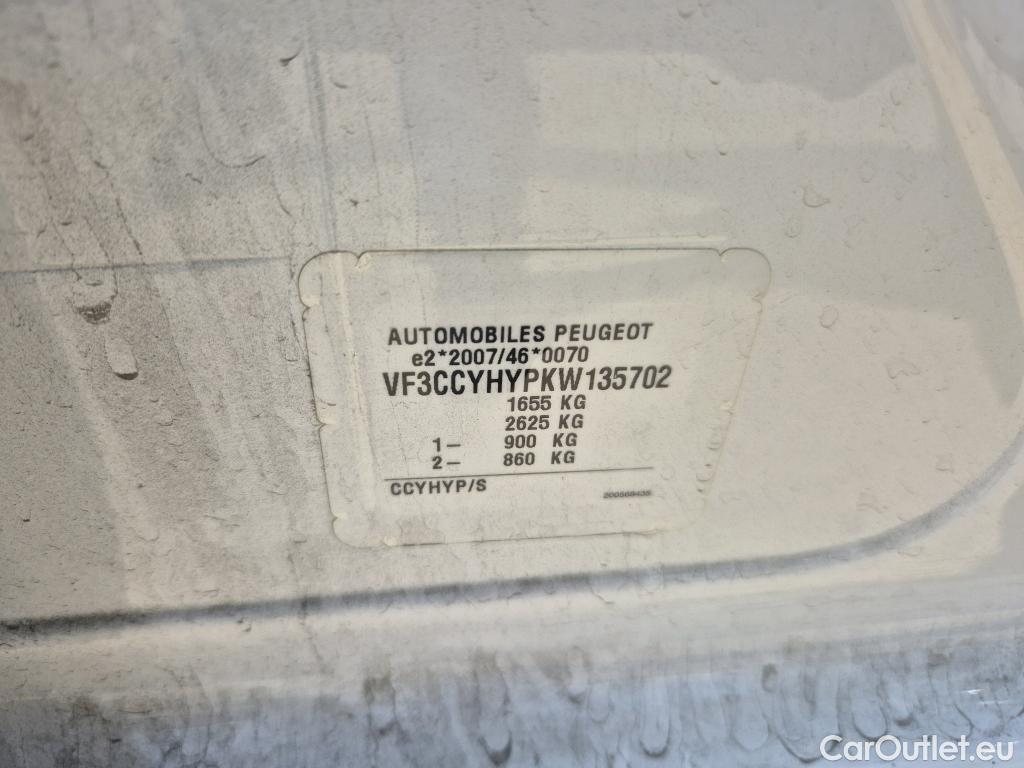 AUTOMOBILES PEUGEOT
e2*2007/46*0070
VF3CCYHYPKW135702
1655 KG
2625 KG
1- 900 KG
2- 860 KG
CCYHYP/S
CarOutlet.eu